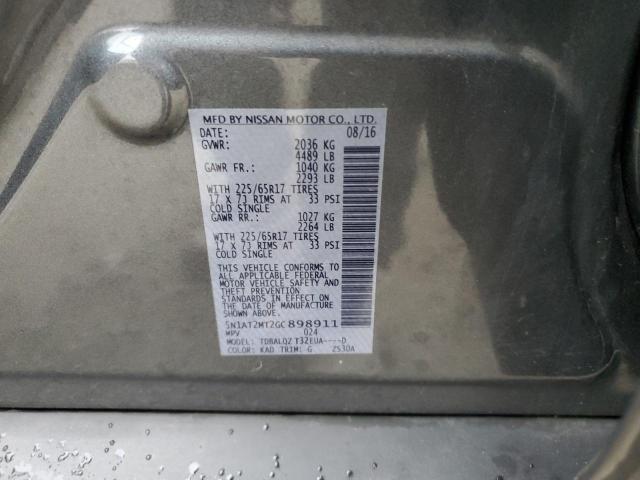 MFD BY NISSAN MOTOR CO., LTD.
DATE: 08/16
GVWR: 2036 KG
4489 LB
GAWR FR.: 1040 KG
2293 LB
WITH 225/65R17 TIRES
17 X 7J RIMS AT 33 PSI
COLD SINGLE
GAWR RR.: 1027 KG
2264 LB
WITH 225/65R17 TIRES
17 X 7J RIMS AT 33 PSI
COLD SINGLE
THIS VEHICLE CONFORMS TO
ALL APPLICABLE FEDERAL
MOTOR VEHICLE SAFETY AND
THEFT PREVENTION
STANDARDS IN EFFECT ON
THE DATE OF MANUFACTURE
SHOWN ABOVE
5N1AT2MT2GC898911
MPV 024
MODEL: TDBALQZ T32EUA----D
COLOR: KAD TRIM: G ZS30A